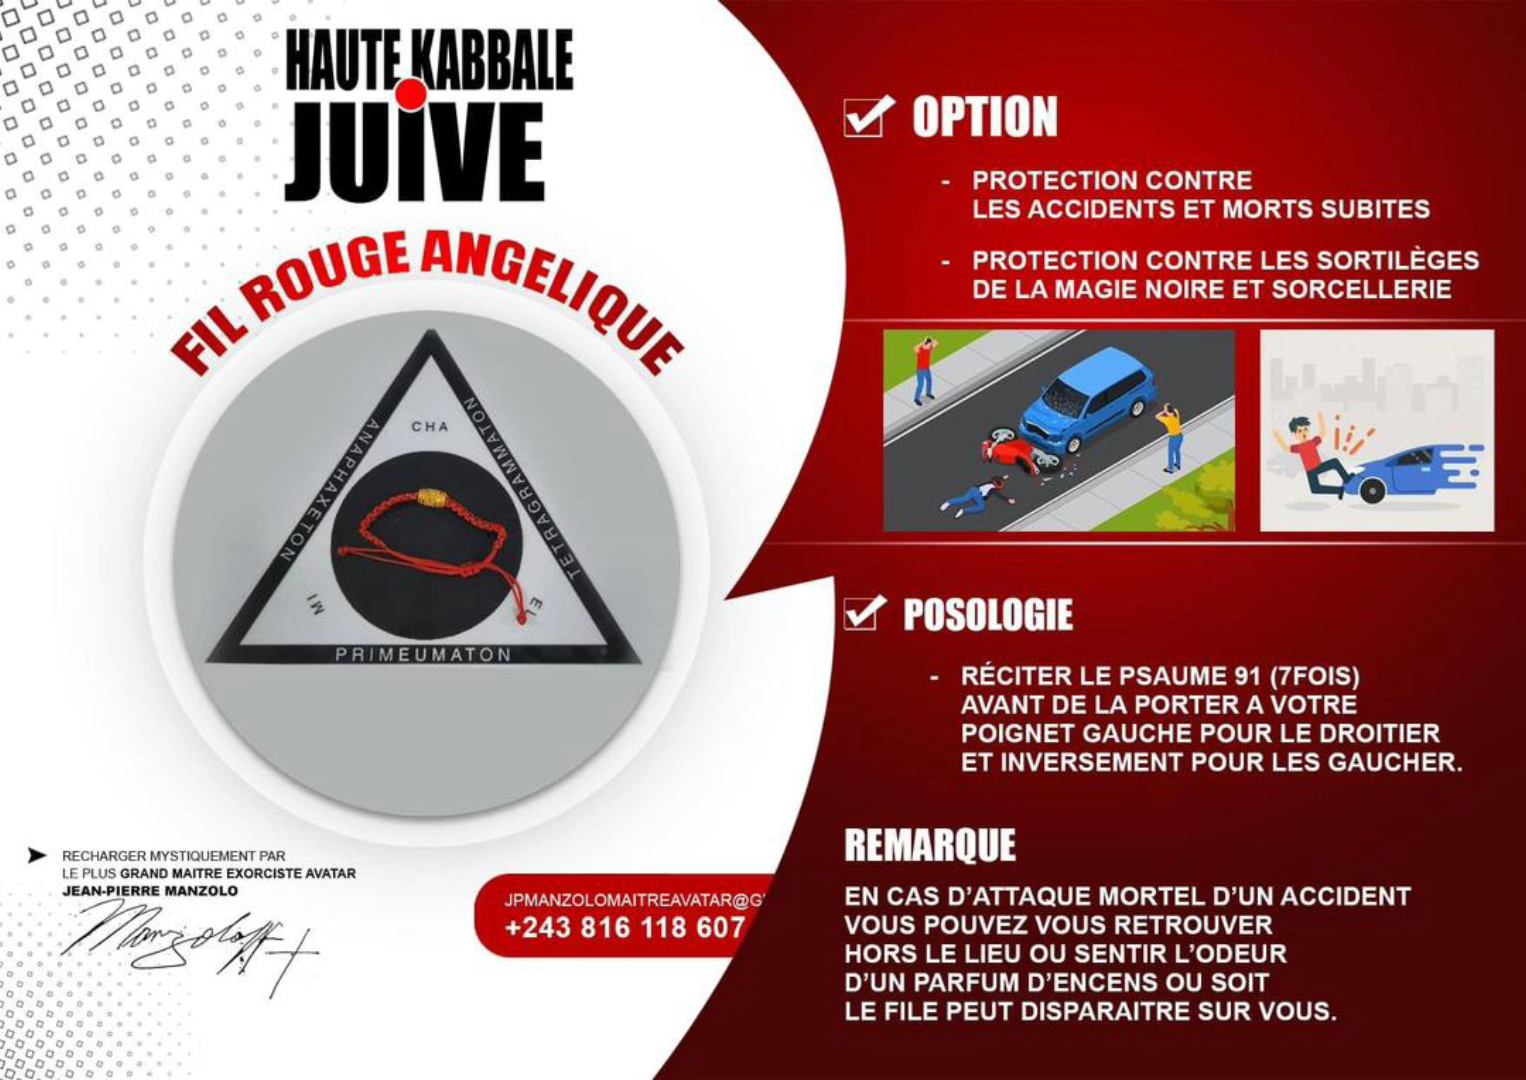 HAUTE KABBALE
JUiVE
FIL ROUGE ANGELIQUE
CHA
ANAPHAXETON
TETRAGRAMMATON
MI
EL
PRIMEUMATON
RECHARGER MYSTIQUEMENT PAR
LE PLUS GRAND MAITRE EXORCISTE AVATAR
JEAN-PIERRE MANZOLO
JPMANZOLOMAITREAVATAR@G
+243 816 118 607
OPTION
- PROTECTION CONTRE
LES ACCIDENTS ET MORTS SUBITES
- PROTECTION CONTRE LES SORTILÈGES
DE LA MAGIE NOIRE ET SORCELLERIE
POSOLOGIE
- RÉCITER LE PSAUME 91 (7FOIS)
AVANT DE LA PORTER A VOTRE
POIGNET GAUCHE POUR LE DROITIER
ET INVERSEMENT POUR LES GAUCHER.
REMARQUE
EN CAS D'ATTAQUE MORTEL D'UN ACCIDENT
VOUS POUVEZ VOUS RETROUVER
HORS LE LIEU OU SENTIR L'ODEUR
D'UN PARFUM D'ENCENS OU SOIT
LE FILE PEUT DISPARAITRE SUR VOUS.